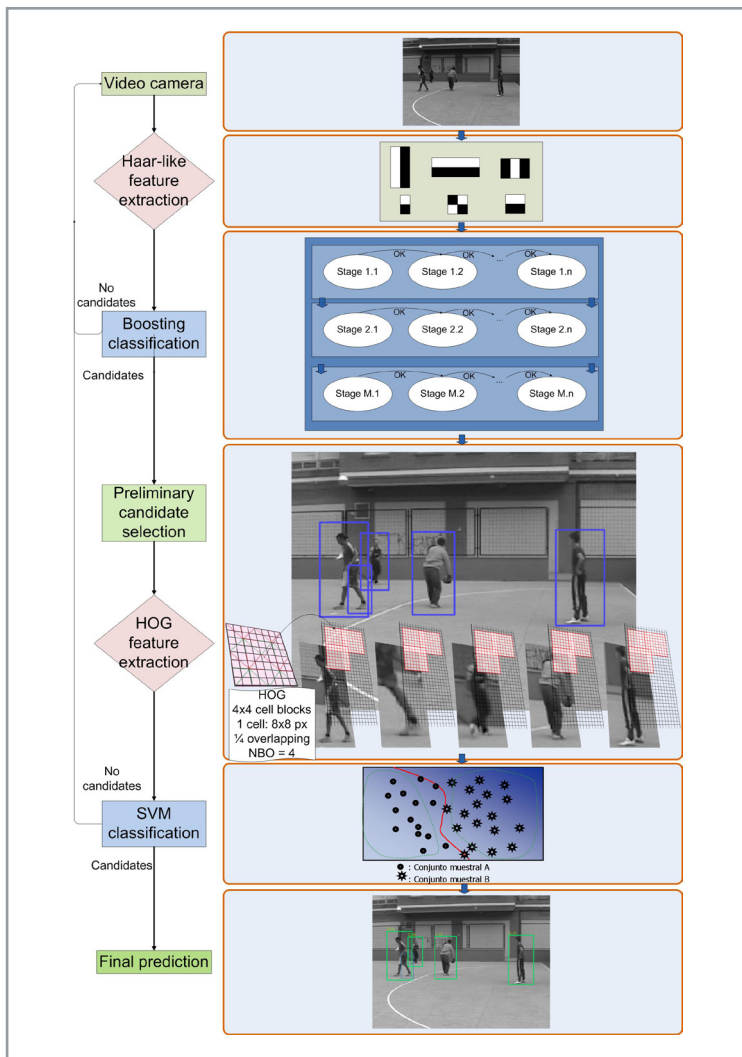 Video camera
Haar-like
feature
extraction
No
candidates
Boosting
classification
Candidates
Preliminary
candidate
selection
HOG
feature
extraction
No
candidates
SVM
classification
Candidates
Final prediction
OK
OK
OK
Stage 1.1
Stage 1.2
...
Stage 1.n
OK
OK
OK
Stage 2.1
Stage 2.2
...
Stage 2.n
OK
OK
OK
Stage M.1
Stage M.2
...
Stage M.n
HOG
4x4 cell blocks
1 cell: 8x8 px
¼ overlapping
NBO = 4
: Conjunto muestral A
: Conjunto muestral B